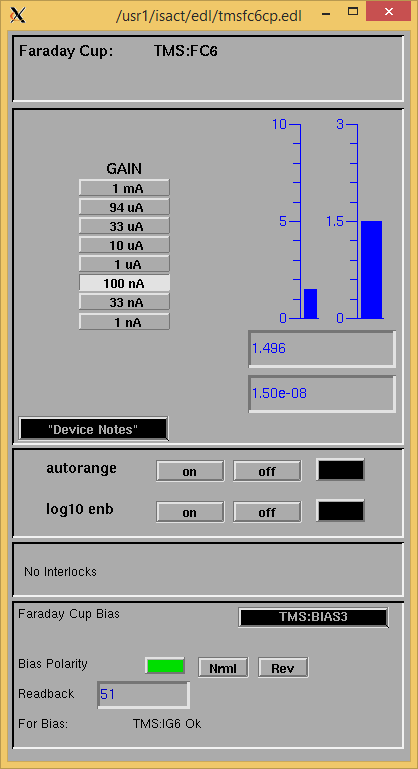 /usr1/isact/edl/tmsfc6cp.edl
Faraday Cup: TMS:FC6
GAIN
1 mA
94 uA
33 uA
10 uA
1 uA
100 nA
33 nA
1 nA
10 3
5 1.5
0 0
1.496
1.50e-08
"Device Notes"
autorange on off
log10 enb on off
No Interlocks
Faraday Cup Bias TMS:BIAS3
Bias Polarity Nrml Rev
Readback 51
For Bias: TMS:IG6 Ok